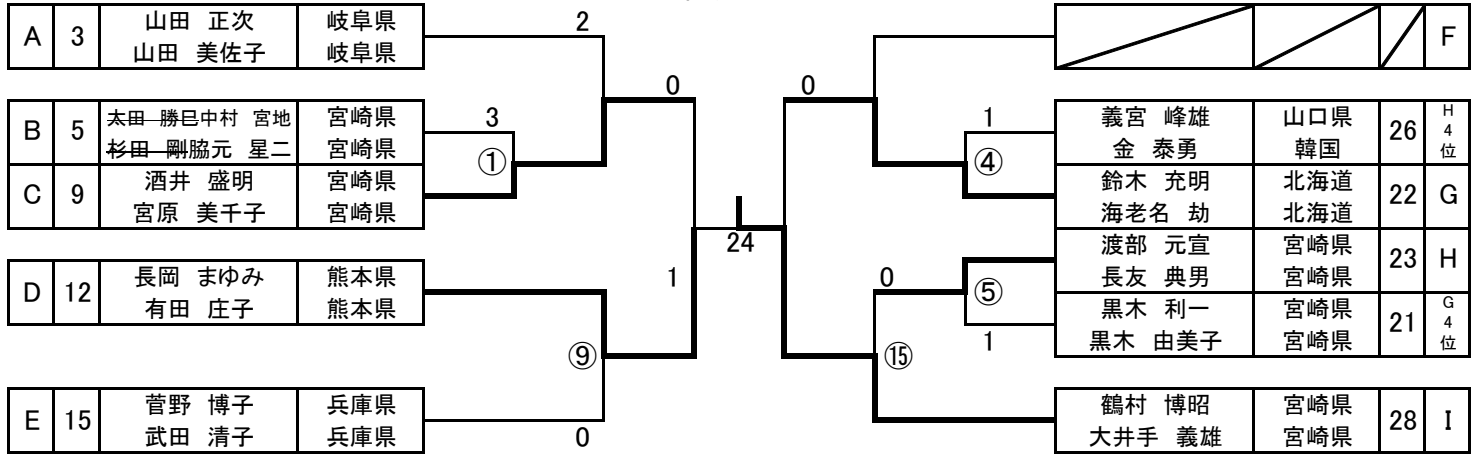 A 3 山田 正次 岐阜県
山田 美佐子 岐阜県
2
F
0
0
B 5 太田 勝巳中村 宮地 宮崎県
杉田 剛脇元 星二 宮崎県
3
①
C 9 酒井 盛明 宮崎県
宮原 美千子 宮崎県
1
④
義宮 峰雄 山口県 26 H4位
金 泰勇 韓国
鈴木 充明 北海道 22 G
海老名 劫 北海道
24
D 12 長岡 まゆみ 熊本県
有田 庄子 熊本県
1
0
⑤
渡部 元宣 宮崎県 23 H
長友 典男 宮崎県
黒木 利一 宮崎県 21 G4位
黒木 由美子 宮崎県
1
⑨
⑮
E 15 菅野 博子 兵庫県
武田 清子 兵庫県
0
鶴村 博昭 宮崎県 28 I
大井手 義雄 宮崎県